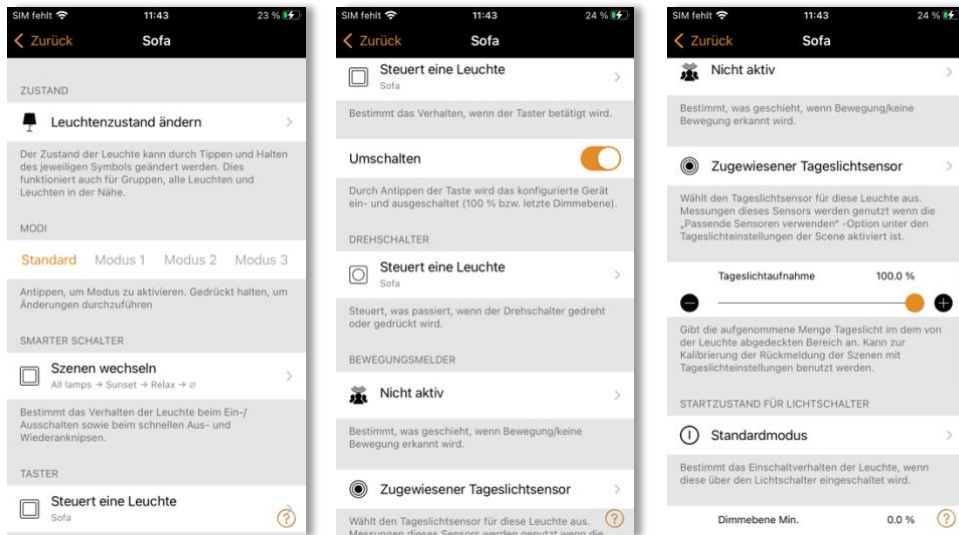 SIM fehlt 11:43 23 %
Zurück Sofa
ZUSTAND
Leuchtenzustand ändern
Der Zustand der Leuchte kann durch Tippen und Halten
des jeweiligen Symbols geändert werden. Dies
funktioniert auch für Gruppen, alle Leuchten und
Leuchten in der Nähe.
MODI
Standard Modus 1 Modus 2 Modus 3
Antippen, um Modus zu aktivieren. Gedrückt halten, um
Änderungen durchzuführen
SMARTER SCHALTER
Szenen wechseln
All lamps → Sunset → Relax → ⌀
Bestimmt das Verhalten der Leuchte beim Ein-/
Ausschalten sowie beim schnellen Aus- und
Wiederanknipsen.
TASTER
Steuert eine Leuchte
Sofa
?
SIM fehlt 11:43 24 %
Zurück Sofa
Steuert eine Leuchte
Sofa
Bestimmt das Verhalten, wenn der Taster betätigt wird.
Umschalten
Durch Antippen der Taste wird das konfigurierte Gerät
ein- und ausgeschaltet (100 % bzw. letzte Dimmebene).
DREHSCHALTER
Steuert eine Leuchte
Sofa
Steuert, was passiert, wenn der Drehschalter gedreht
oder gedrückt wird.
BEWEGUNGSMELDER
Nicht aktiv
Bestimmt, was geschieht, wenn Bewegung/keine
Bewegung erkannt wird.
Zugewiesener Tageslichtsensor
Wählt den Tageslichtsensor für diese Leuchte aus.
Messungen dieses Sensors werden genutzt wenn die
?
SIM fehlt 11:43 24 %
Zurück Sofa
Nicht aktiv
Bestimmt, was geschieht, wenn Bewegung/keine
Bewegung erkannt wird.
Zugewiesener Tageslichtsensor
Wählt den Tageslichtsensor für diese Leuchte aus.
Messungen dieses Sensors werden genutzt wenn die
„Passende Sensoren verwenden“ -Option unter den
Tageslichteinstellungen der Scene aktiviert ist.
Tageslichtaufnahme 100.0 %
Gibt die aufgenommene Menge Tageslicht im dem von
der Leuchte abgedeckten Bereich an. Kann zur
Kalibrierung der Rückmeldung der Szenen mit
Tageslichteinstellungen benutzt werden.
STARTZUSTAND FÜR LICHTSCHALTER
Standardmodus
Bestimmt das Einschaltverhalten der Leuchte, wenn
diese über den Lichtschalter eingeschaltet wird.
Dimmebene Min. 0.0 %
?